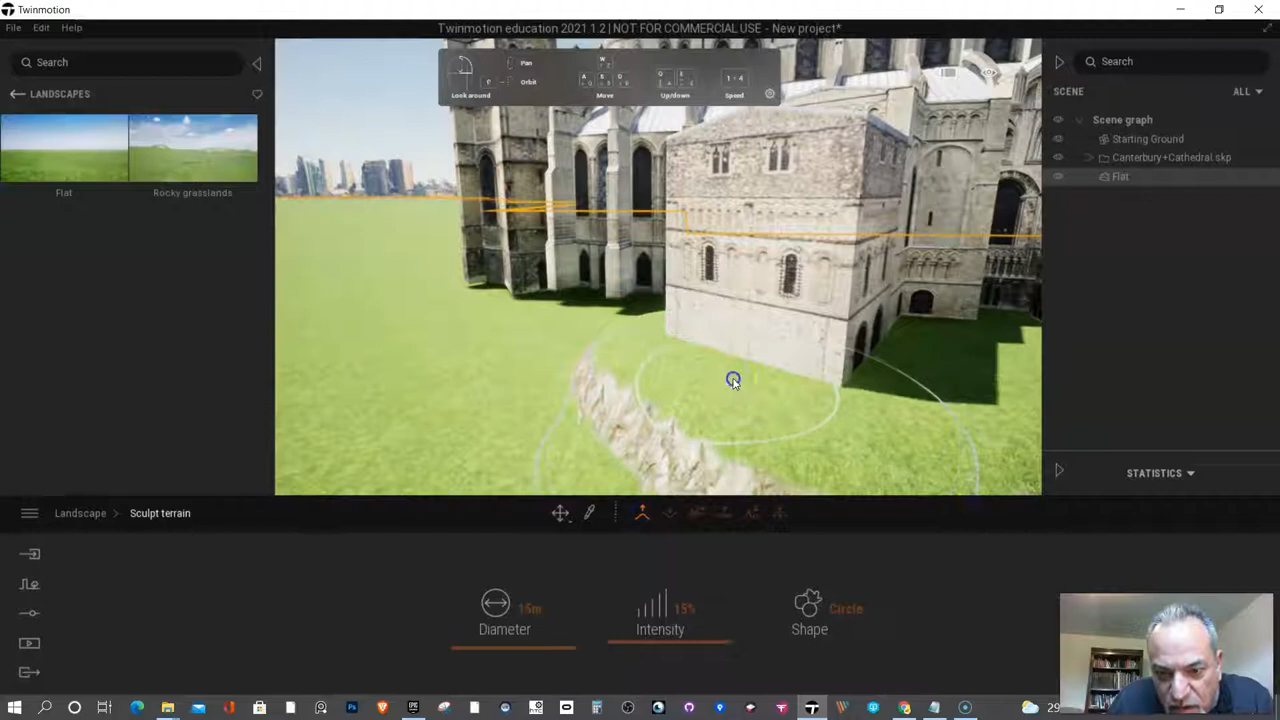 Twinmotion
File Edit Help
Twinmotion education 2021.1.2 | NOT FOR COMMERCIAL USE - New project*
Search
LANDSCAPES
Flat
Rocky grasslands
Look around
Pan
Orbit
Move
Up/down
1 - 4
Speed
Search
SCENE
ALL
Scene graph
Starting Ground
Canterbury+Cathedral.skp
Flat
STATISTICS
Landscape > Sculpt terrain
15m
Diameter
15%
Intensity
Circle
Shape